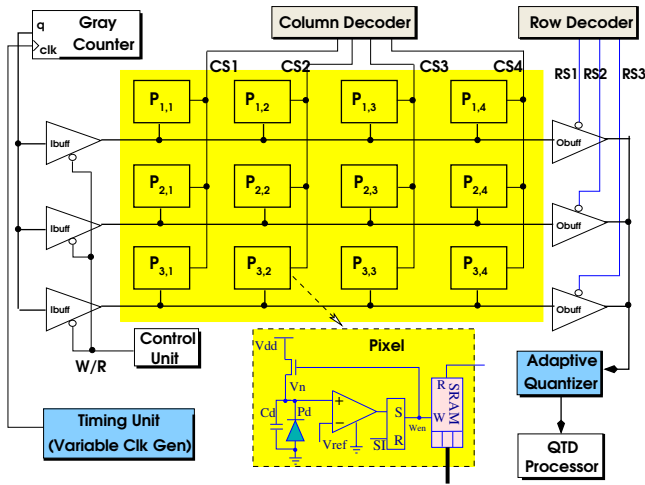 q
clk
Gray
Counter
Column Decoder
Row Decoder
CS1
CS2
CS3
CS4
RS1
RS2
RS3
P1,1
P1,2
P1,3
P1,4
Ibuff
Obuff
P2,1
P2,2
P2,3
P2,4
Ibuff
Obuff
P3,1
P3,2
P3,3
P3,4
Ibuff
Obuff
W/R
Control
Unit
Timing Unit
(Variable Clk Gen)
Pixel
Vdd
Vn
Cd
Pd
+
−
Vref
SI
S
R
Wen
R
W
SRAM
Adaptive
Quantizer
QTD
Processor